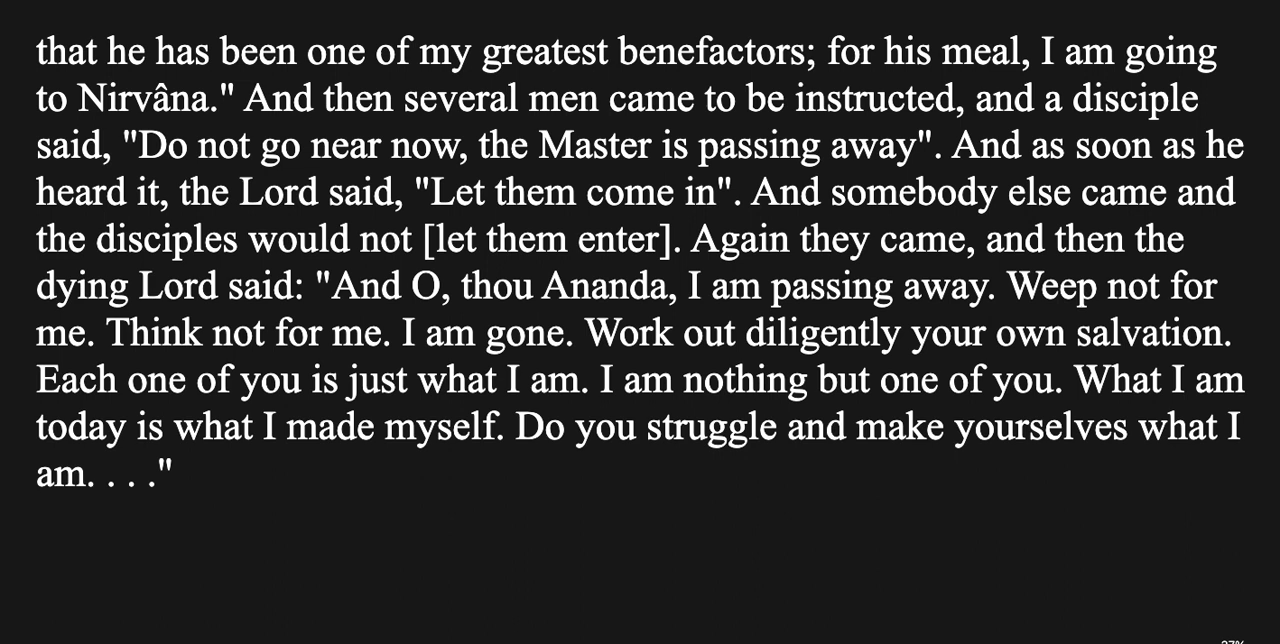 that he has been one of my greatest benefactors; for his meal, I am going
to Nirvâna." And then several men came to be instructed, and a disciple
said, "Do not go near now, the Master is passing away". And as soon as he
heard it, the Lord said, "Let them come in". And somebody else came and
the disciples would not [let them enter]. Again they came, and then the
dying Lord said: "And O, thou Ananda, I am passing away. Weep not for
me. Think not for me. I am gone. Work out diligently your own salvation.
Each one of you is just what I am. I am nothing but one of you. What I am
today is what I made myself. Do you struggle and make yourselves what I
am. . . ."